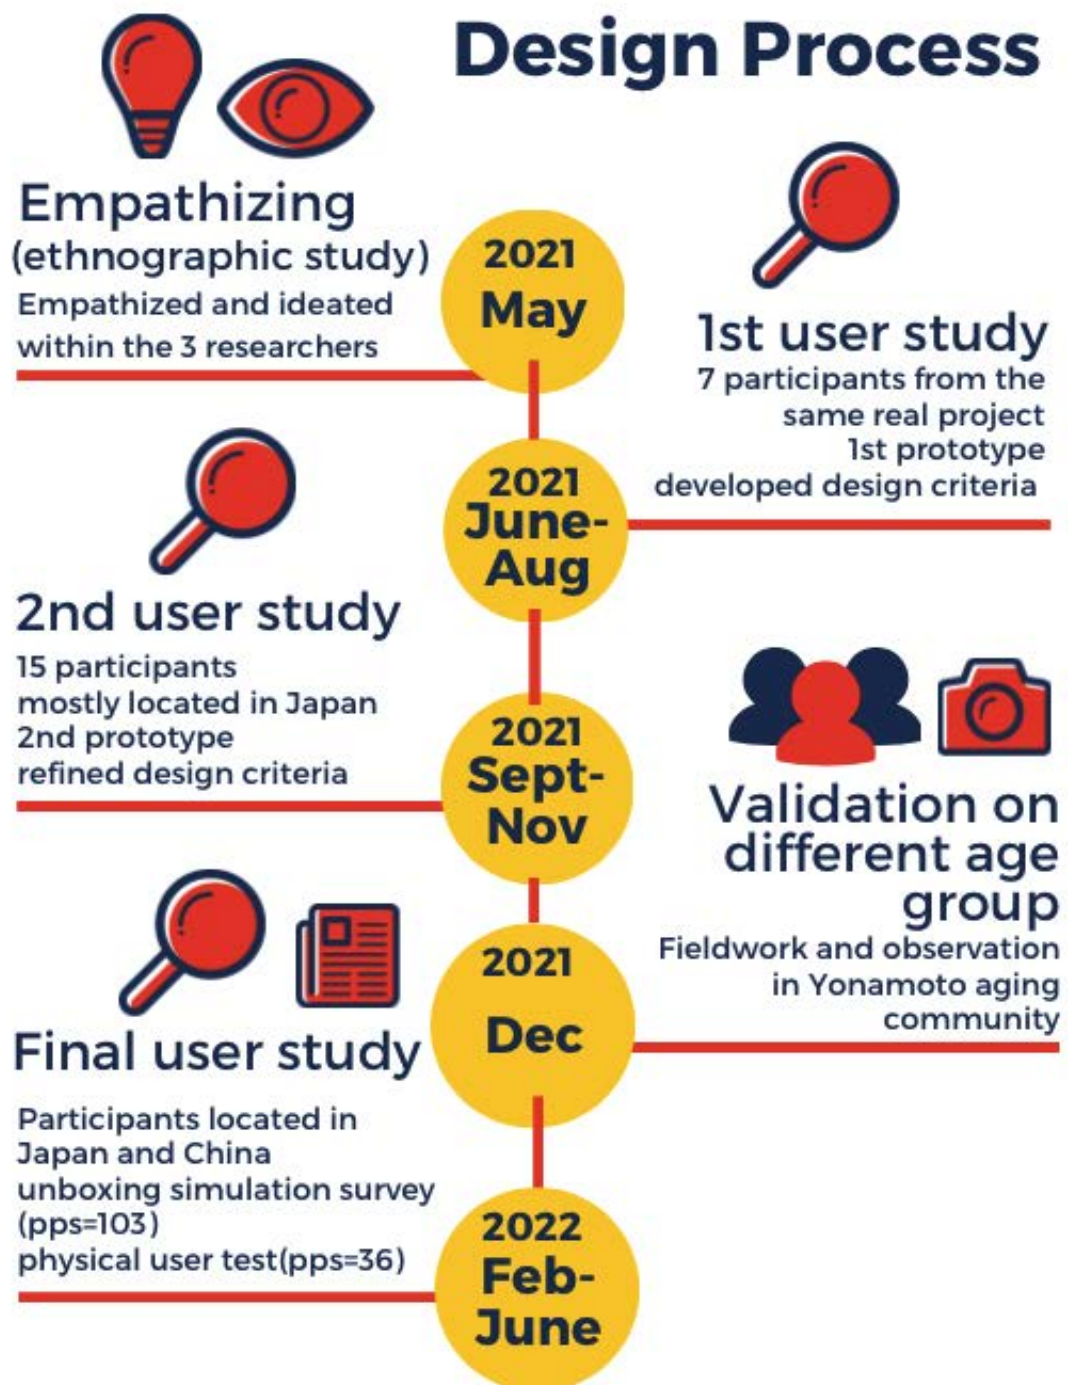 Design Process
Empathizing
(ethnographic study)
Empathized and ideated
within the 3 researchers
2021
May
1st user study
7 participants from the
same real project
1st prototype
developed design criteria
2021
June-
Aug
2nd user study
15 participants
mostly located in Japan
2nd prototype
refined design criteria
2021
Sept-
Nov
Validation on
different age
group
Fieldwork and observation
in Yonamoto aging
community
2021
Dec
Final user study
Participants located in
Japan and China
unboxing simulation survey
(pps=103)
physical user test(pps=36)
2022
Feb-
June